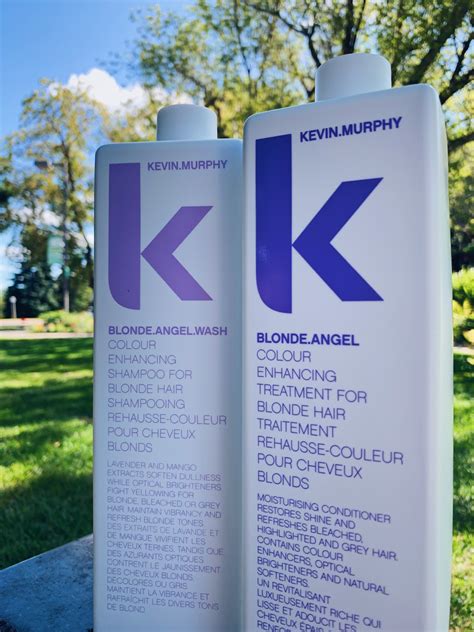 KEVIN.MURPHY
k
BLONDE.ANGEL.WASH
COLOUR
ENHANCING
SHAMPOO FOR
BLONDE HAIR
SHAMPOOING
REHAUSSE-COULEUR
POUR CHEVEUX
BLONDS
LAVENDER AND MANGO
EXTRACTS SOFTEN DULLNESS
WHILE OPTICAL BRIGHTENERS
FIGHT YELLOWING FOR
BLONDE, BLEACHED OR GREY
HAIR. MAINTAIN VIBRANCY AND
REFRESH BLONDE TONES.
DES EXTRAITS DE LAVANDE ET
DE MANGUE VIVIFIENT LES
CHEVEUX TERNES, TANDIS QUE
DES AZURANTS OPTIQUES
CONTRENT LE JAUNISSEMENT
DES CHEVEUX BLONDS,
DÉCOLORÉS OU GRIS.
MAINTIENT LA VIBRANCE ET
RAFRAÎCHIT LES DIVERS TONS
DE BLOND
KEVIN.MURPHY
k
BLONDE.ANGEL
COLOUR
ENHANCING
TREATMENT FOR
BLONDE HAIR
TRAITEMENT
REHAUSSE-COULEUR
POUR CHEVEUX
BLONDS
MOISTURISING CONDITIONER
RESTORES SHINE AND
REFRESHES BLEACHED,
HIGHLIGHTED AND GREY HAIR.
CONTAINS COLOUR
ENHANCERS, OPTICAL
BRIGHTENERS AND NATURAL
SOFTENERS.
UN REVITALISANT
LUXUEUSEMENT RICHE QUI
LISSE ET ADOUCIT LES
CHEVEUX ÉPAIS